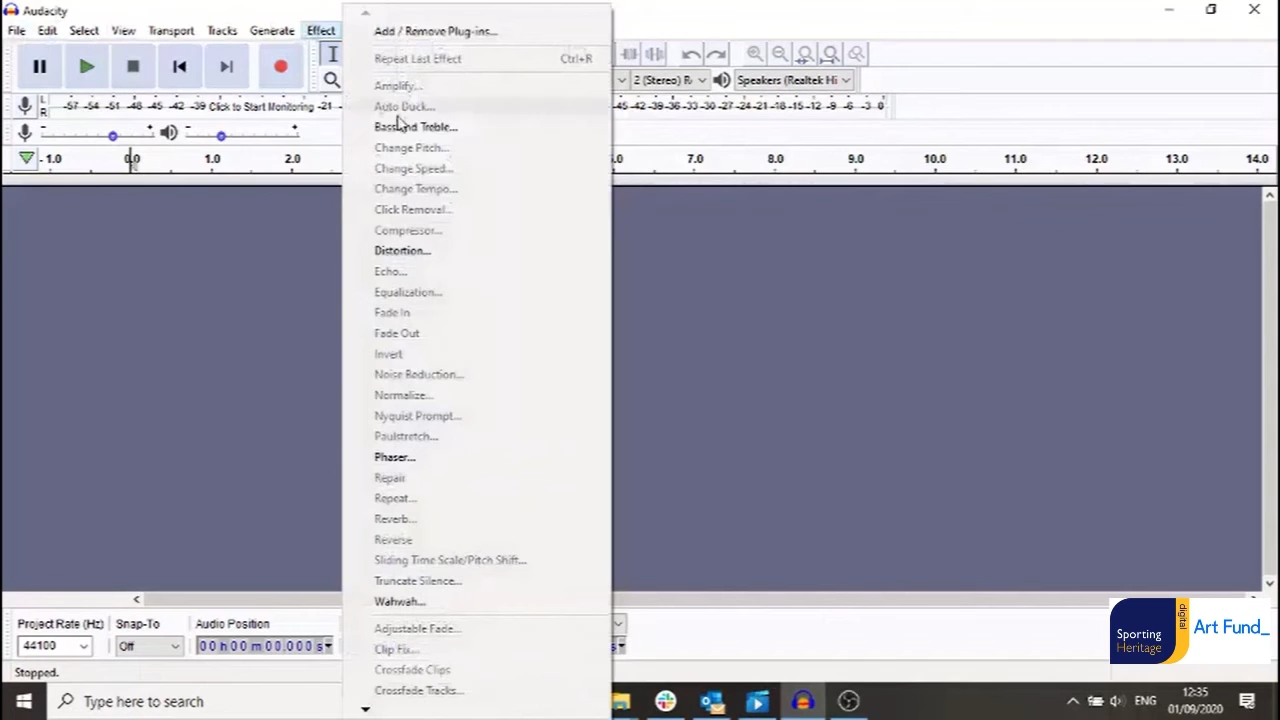 Audacity
File Edit Select View Transport Tracks Generate Effect
Add / Remove Plug-ins...
Repeat Last Effect Ctrl+R
Amplify...
Auto Duck...
Bass and Treble...
Change Pitch...
Change Speed...
Change Tempo...
Click Removal...
Compressor...
Distortion...
Echo...
Equalization...
Fade In
Fade Out
Invert
Noise Reduction...
Normalize...
Nyquist Prompt...
Paulstretch...
Phaser...
Repair
Repeat...
Reverb...
Reverse
Sliding Time Scale/Pitch Shift...
Truncate Silence...
Wahwah...
Adjustable Fade...
Clip Fix...
Crossfade Clips
Crossfade Tracks...
2 (Stereo) R Speakers (Realtek Hi
L
R
-57 -54 -51 -48 -45 -42 -39 Click to Start Monitoring -21
-45 -42 -39 -36 -33 -30 -27 -24 -21 -18 -15 -12 -9 -6 -3 0
- 1.0 0.0 1.0 2.0 6.0 7.0 8.0 9.0 10.0 11.0 12.0 13.0 14.0
Project Rate (Hz) Snap-To Audio Position
44100 Off 00 h 00 m 00.000 s
Stopped.
Sporting
Heritage
Art Fund_
Type here to search
ENG
12:35
01/09/2020